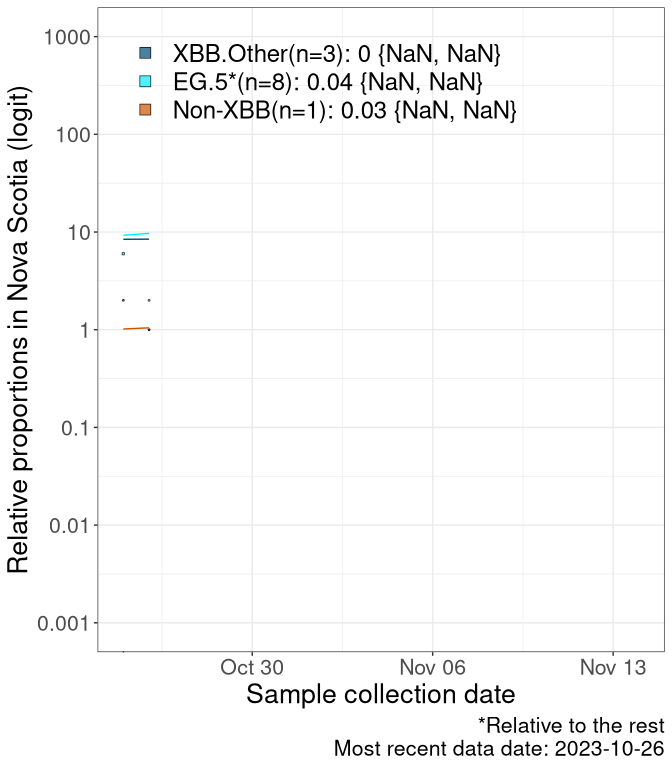 Relative proportions in Nova Scotia (logit)
1000
100
10
1
0.1
0.01
0.001
XBB.Other(n=3): 0 {NaN, NaN}
EG.5*(n=8): 0.04 {NaN, NaN}
Non-XBB(n=1): 0.03 {NaN, NaN}
Oct 30 Nov 06 Nov 13
Sample collection date
*Relative to the rest
Most recent data date: 2023-10-26